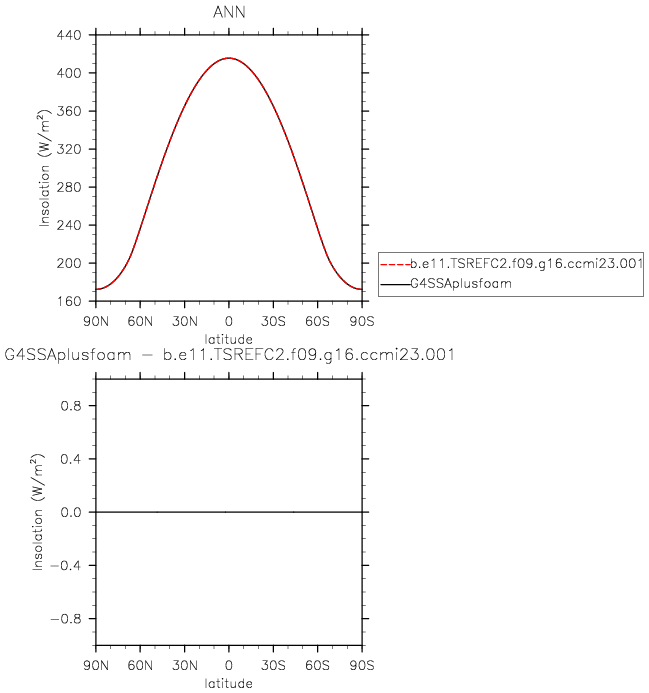 ANN
440
400
360
320
280
240
200
160
Insolation (W/m²)
90N 60N 30N 0 30S 60S 90S
latitude
b.e11.TSREFC2.f09.g16.ccmi23.001
G4SSAplusfoam
G4SSAplusfoam − b.e11.TSREFC2.f09.g16.ccmi23.001
0.8
0.4
0.0
−0.4
−0.8
Insolation (W/m²)
90N 60N 30N 0 30S 60S 90S
latitude